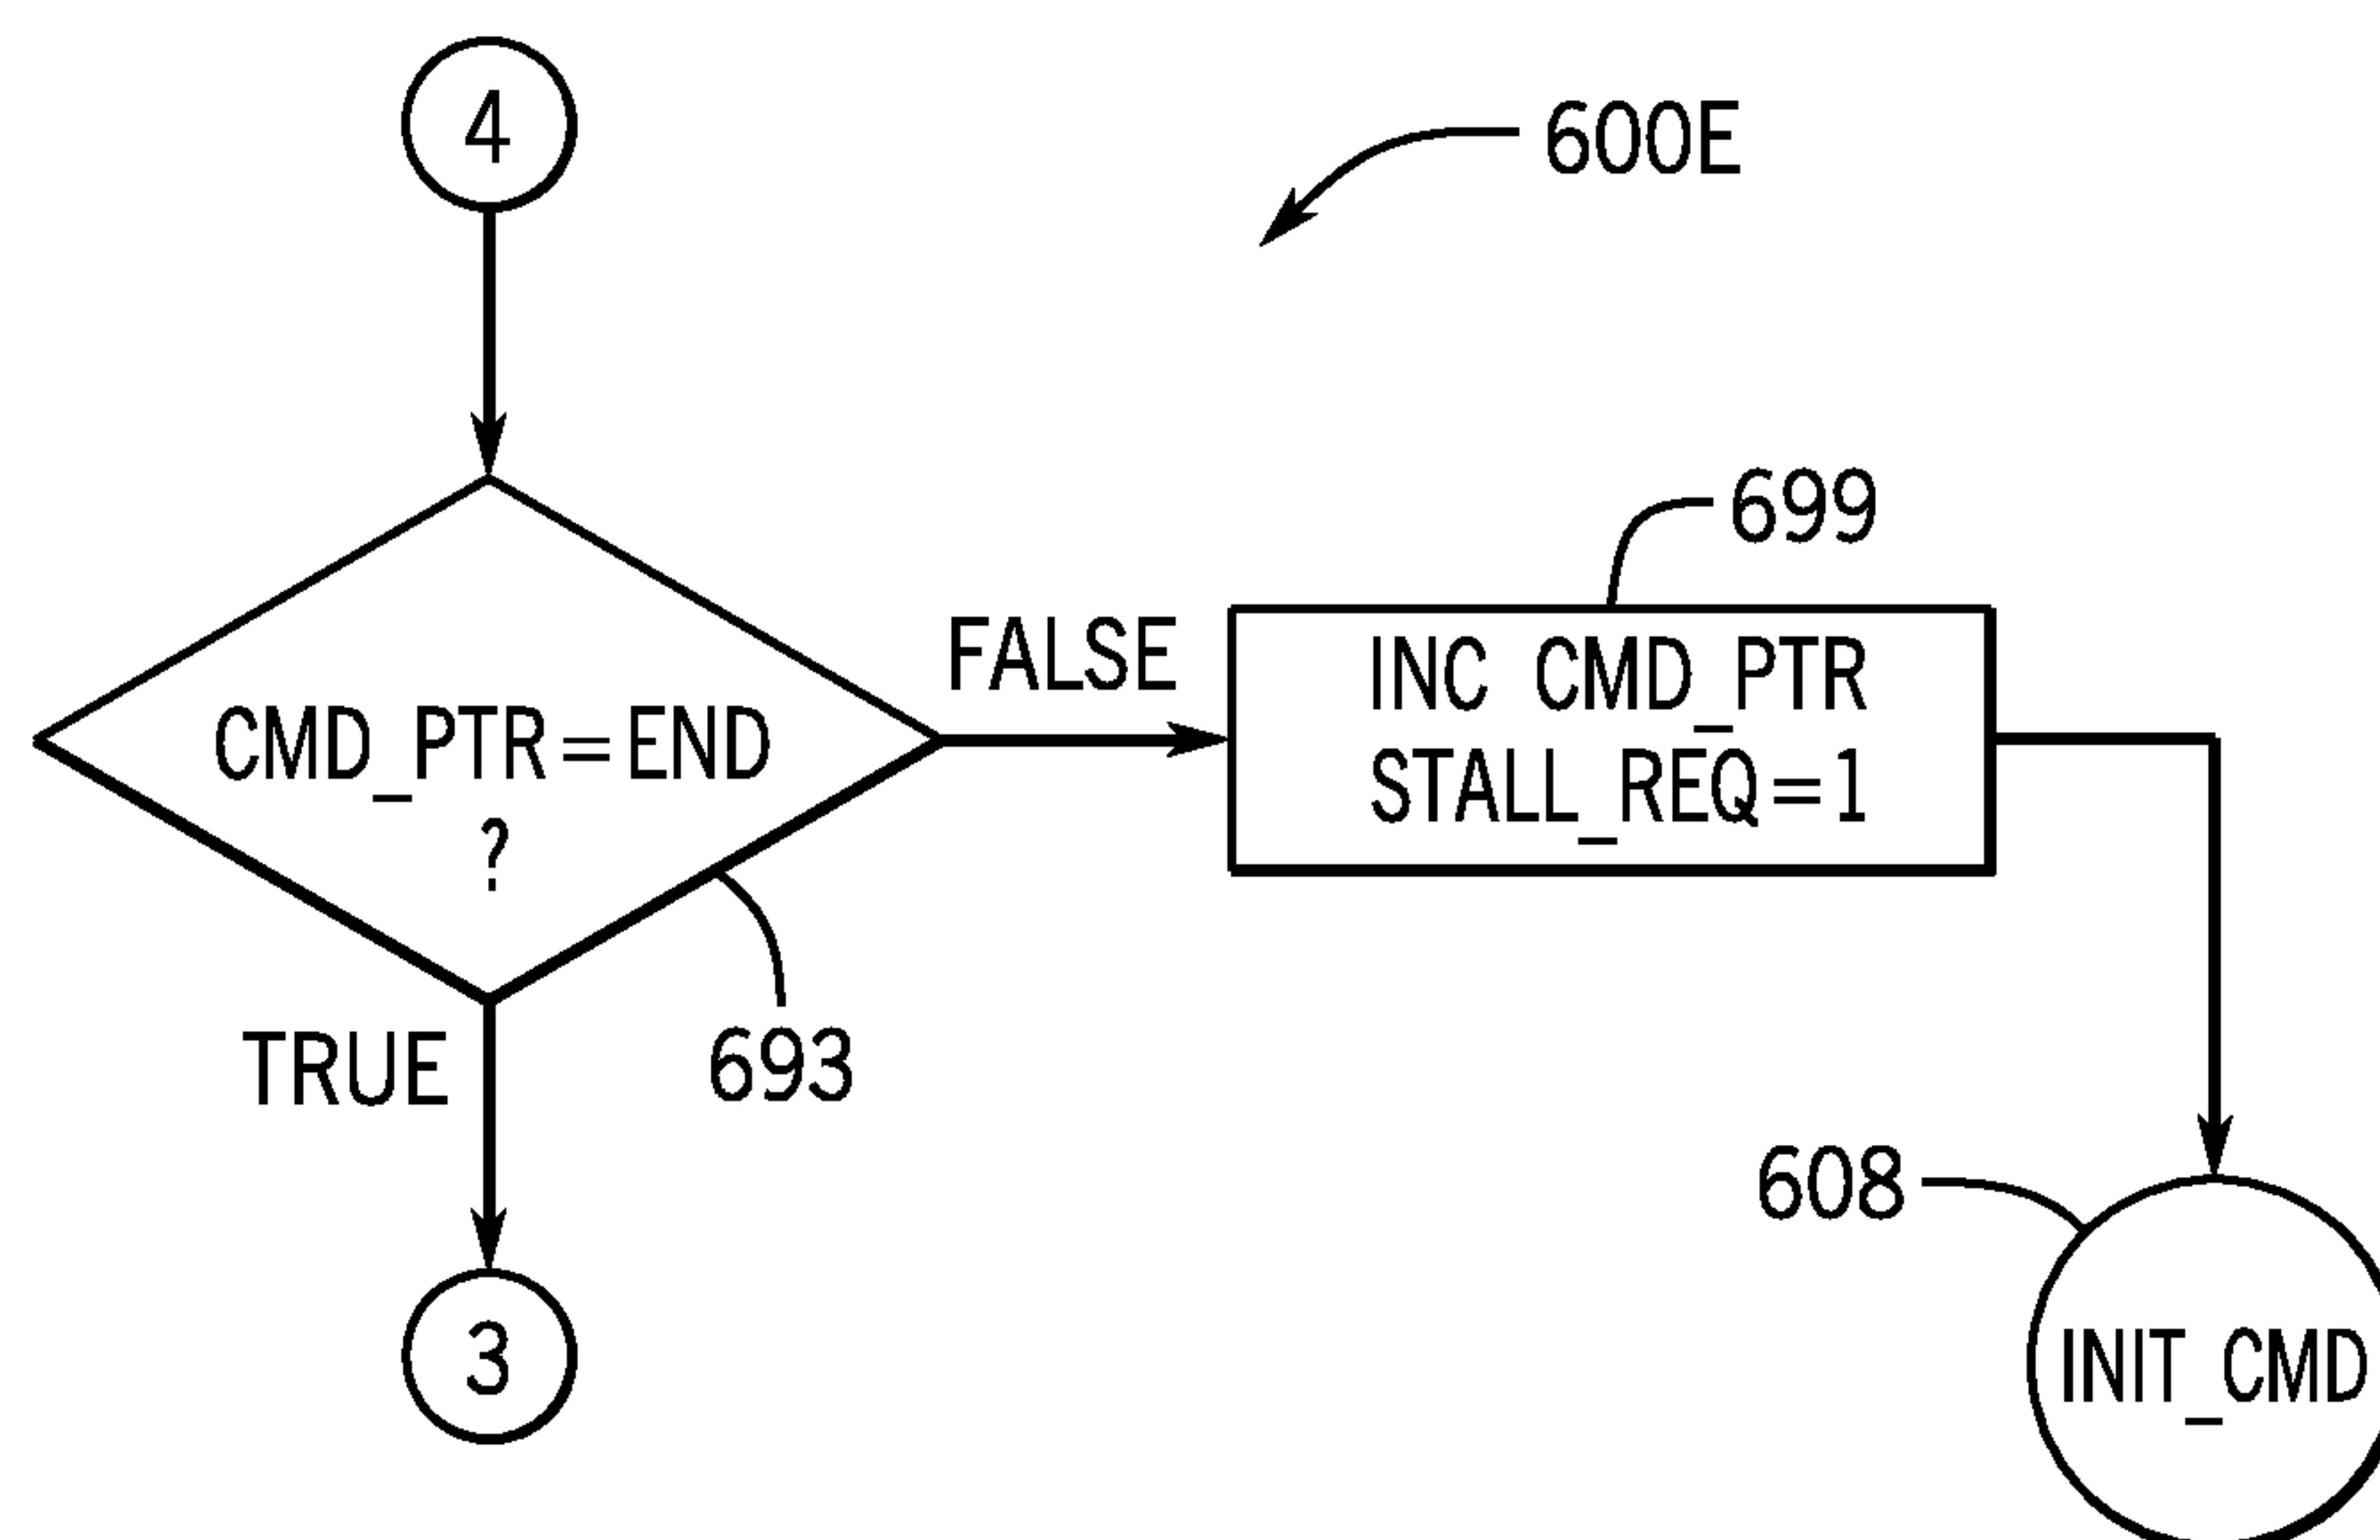 4
600E
699
FALSE
INC CMD_PTR
STALL_REQ=1
CMD_PTR=END
?
693
TRUE
608
3
INIT_CMD